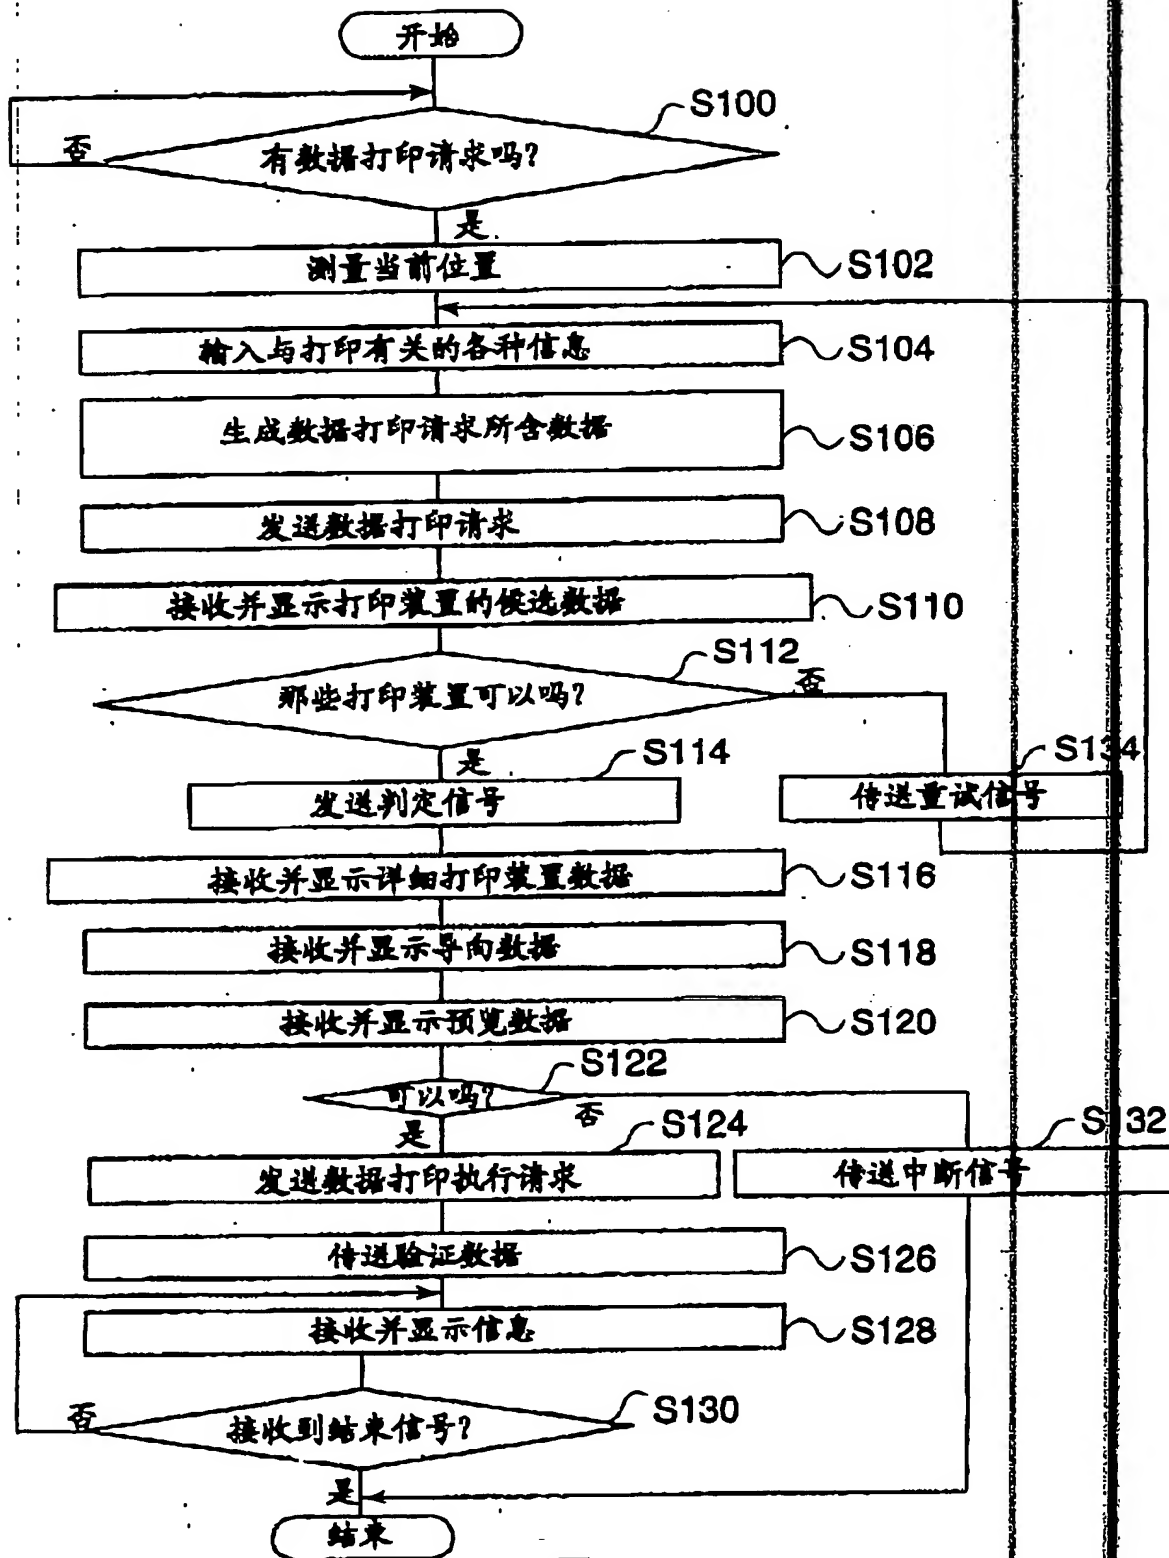 开始
S100
否
有数据打印请求吗?
是
测量当前位置
S102
输入与打印有关的各种信息
S104
生成数据打印请求所含数据
S106
发送数据打印请求
S108
接收并显示打印装置的候选数据
S110
S112
那些打印装置可以吗?
否
是
S114
S134
发送判定信号
传送重试信号
接收并显示详细打印装置数据
S116
接收并显示导向数据
S118
接收并显示预览数据
S120
S122
可以吗?
否
是
S124
S132
发送数据打印执行请求
传送中断信号
传送验证数据
S126
接收并显示信息
S128
S130
否
接收到结束信号?
是
结束